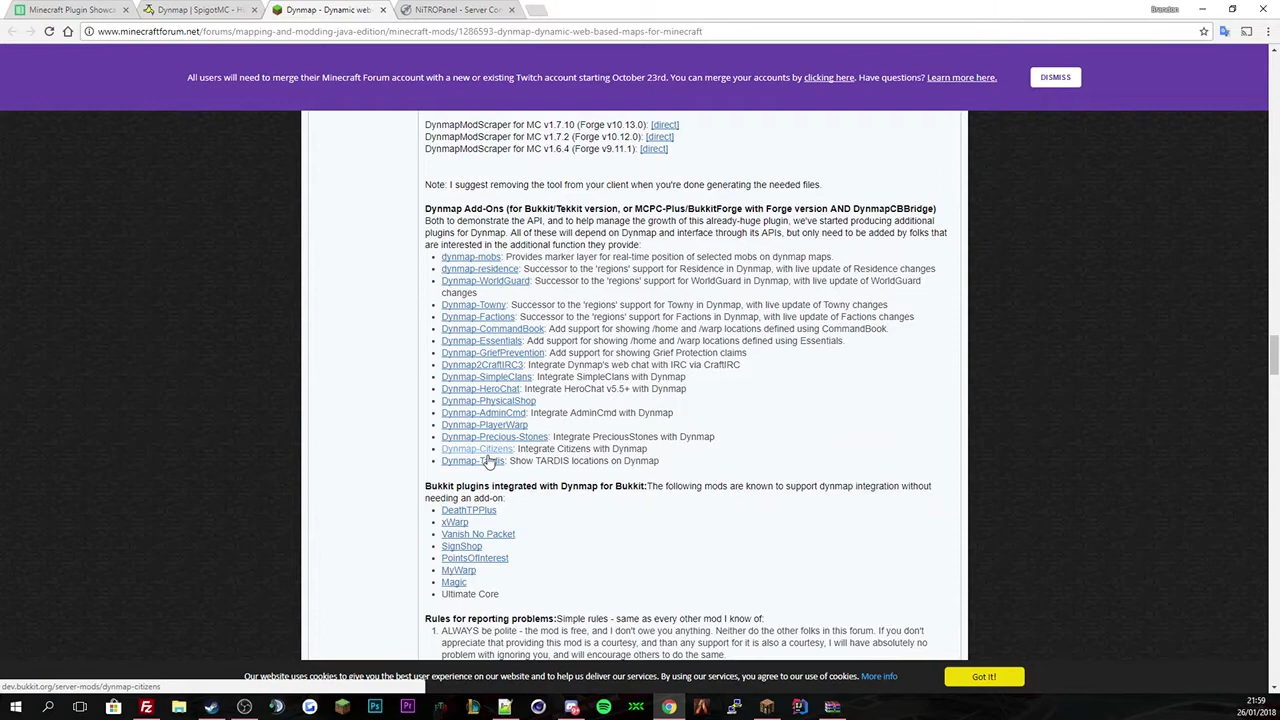 Minecraft Plugin Showca
Dynmap | SpigotMC - Hi
Dynmap - Dynamic web-
NiTROPanel - Server Co
Brandon
www.minecraftforum.net/forums/mapping-and-modding-java-edition/minecraft-mods/1286593-dynmap-dynamic-web-based-maps-for-minecraft
All users will need to merge their Minecraft Forum account with a new or existing Twitch account starting October 23rd. You can merge your accounts by clicking here. Have questions? Learn more here.
DISMISS
DynmapModScraper for MC v1.7.10 (Forge v10.13.0): [direct]
DynmapModScraper for MC v1.7.2 (Forge v10.12.0): [direct]
DynmapModScraper for MC v1.6.4 (Forge v9.11.1): [direct]
Note: I suggest removing the tool from your client when you're done generating the needed files.
Dynmap Add-Ons (for Bukkit/Tekkit version, or MCPC-Plus/BukkitForge with Forge version AND DynmapCBBridge)
Both to demonstrate the API, and to help manage the growth of this already-huge plugin, we've started producing additional
plugins for Dynmap. All of these will depend on Dynmap and interface through its APIs, but only need to be added by folks that
are interested in the additional function they provide:
• dynmap-mobs: Provides marker layer for real-time position of selected mobs on dynmap maps.
• dynmap-residence: Successor to the 'regions' support for Residence in Dynmap, with live update of Residence changes
• Dynmap-WorldGuard: Successor to the 'regions' support for WorldGuard in Dynmap, with live update of WorldGuard
changes
• Dynmap-Towny: Successor to the 'regions' support for Towny in Dynmap, with live update of Towny changes
• Dynmap-Factions: Successor to the 'regions' support for Factions in Dynmap, with live update of Factions changes
• Dynmap-CommandBook: Add support for showing /home and /warp locations defined using CommandBook.
• Dynmap-Essentials: Add support for showing /home and /warp locations defined using Essentials.
• Dynmap-GriefPrevention: Add support for showing Grief Protection claims
• Dynmap2CraftIRC3: Integrate Dynmap's web chat with IRC via CraftIRC
• Dynmap-SimpleClans: Integrate SimpleClans with Dynmap
• Dynmap-HeroChat: Integrate HeroChat v5.5+ with Dynmap
• Dynmap-PhysicalShop
• Dynmap-AdminCmd: Integrate AdminCmd with Dynmap
• Dynmap-PlayerWarp
• Dynmap-Precious-Stones: Integrate PreciousStones with Dynmap
• Dynmap-Citizens: Integrate Citizens with Dynmap
• Dynmap-Tardis: Show TARDIS locations on Dynmap
Bukkit plugins integrated with Dynmap for Bukkit:The following mods are known to support dynmap integration without
needing an add-on:
• DeathTPPlus
• xWarp
• Vanish No Packet
• SignShop
• PointsOfInterest
• MyWarp
• Magic
• Ultimate Core
Rules for reporting problems:Simple rules - same as every other mod I know of:
1. ALWAYS be polite - the mod is free, and I don't owe you anything. Neither do the other folks in this forum. If you don't
appreciate that providing this mod is a courtesy, and than any support for it is also a courtesy, I will have absolutely no
problem with ignoring you, and will encourage others to do the same.
Our website uses cookies to give you the best user experience on our website and to help us deliver our services. By using our services, you agree to our use of cookies. More info
Got it!
dev.bukkit.org/server-mods/dynmap-citizens
21:59
26/01/2018